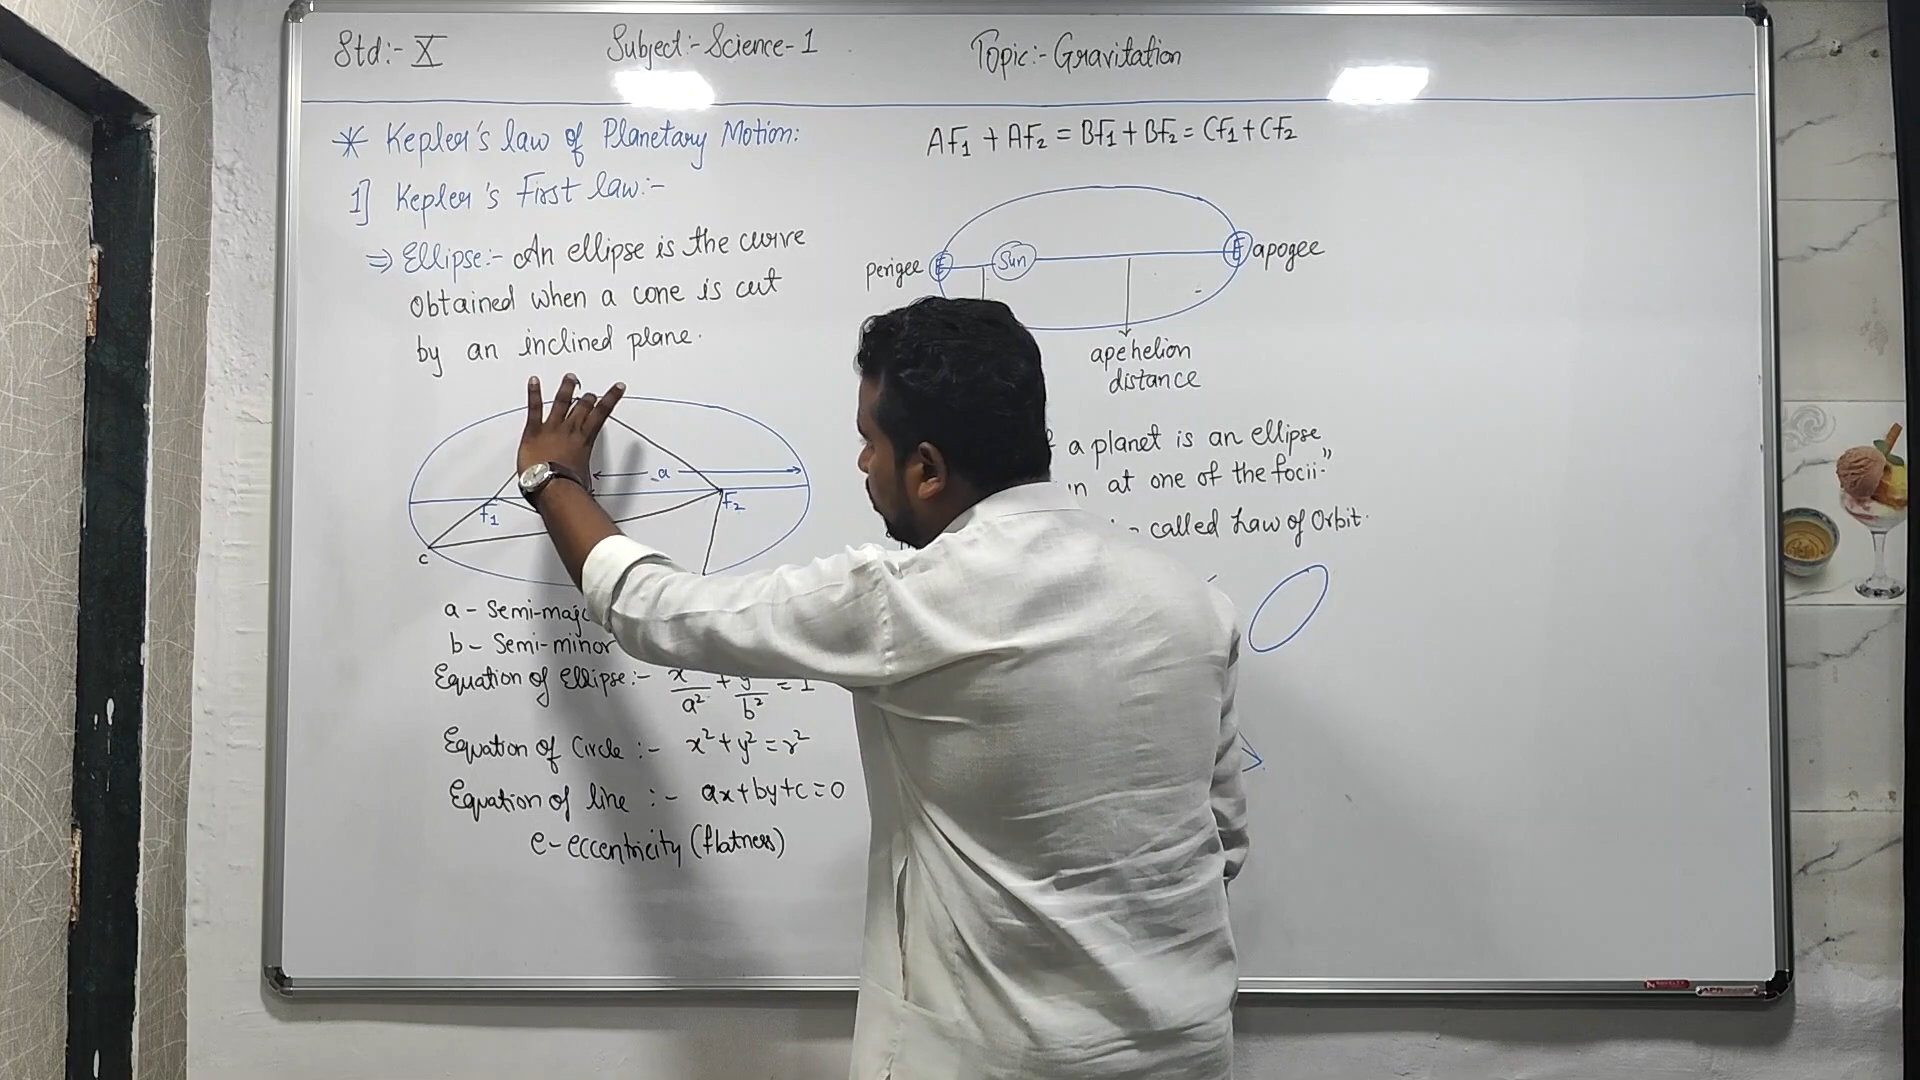 Std:- X
Subject:- Science-1
Topic:- Gravitation
* Kepler's law of Planetary Motion:
1] Kepler's First law:-
⇒ Ellipse:- An ellipse is the curve
obtained when a cone is cut
by an inclined plane.
a
F1
F2
C
a - Semi-majo
b - Semi-minor
Equation of Ellipse:- x/a² + y/b² = 1
Equation of Circle :- x²+y²=r²
Equation of line :- ax+by+c=0
e-eccentricity (flatness)
AF1 + AF2 = BF1 + BF2 = CF1 + CF2
perigee E Sun E apogee
apehelion
distance
a planet is an ellipse
n at one of the focii."
called Law of Orbit.